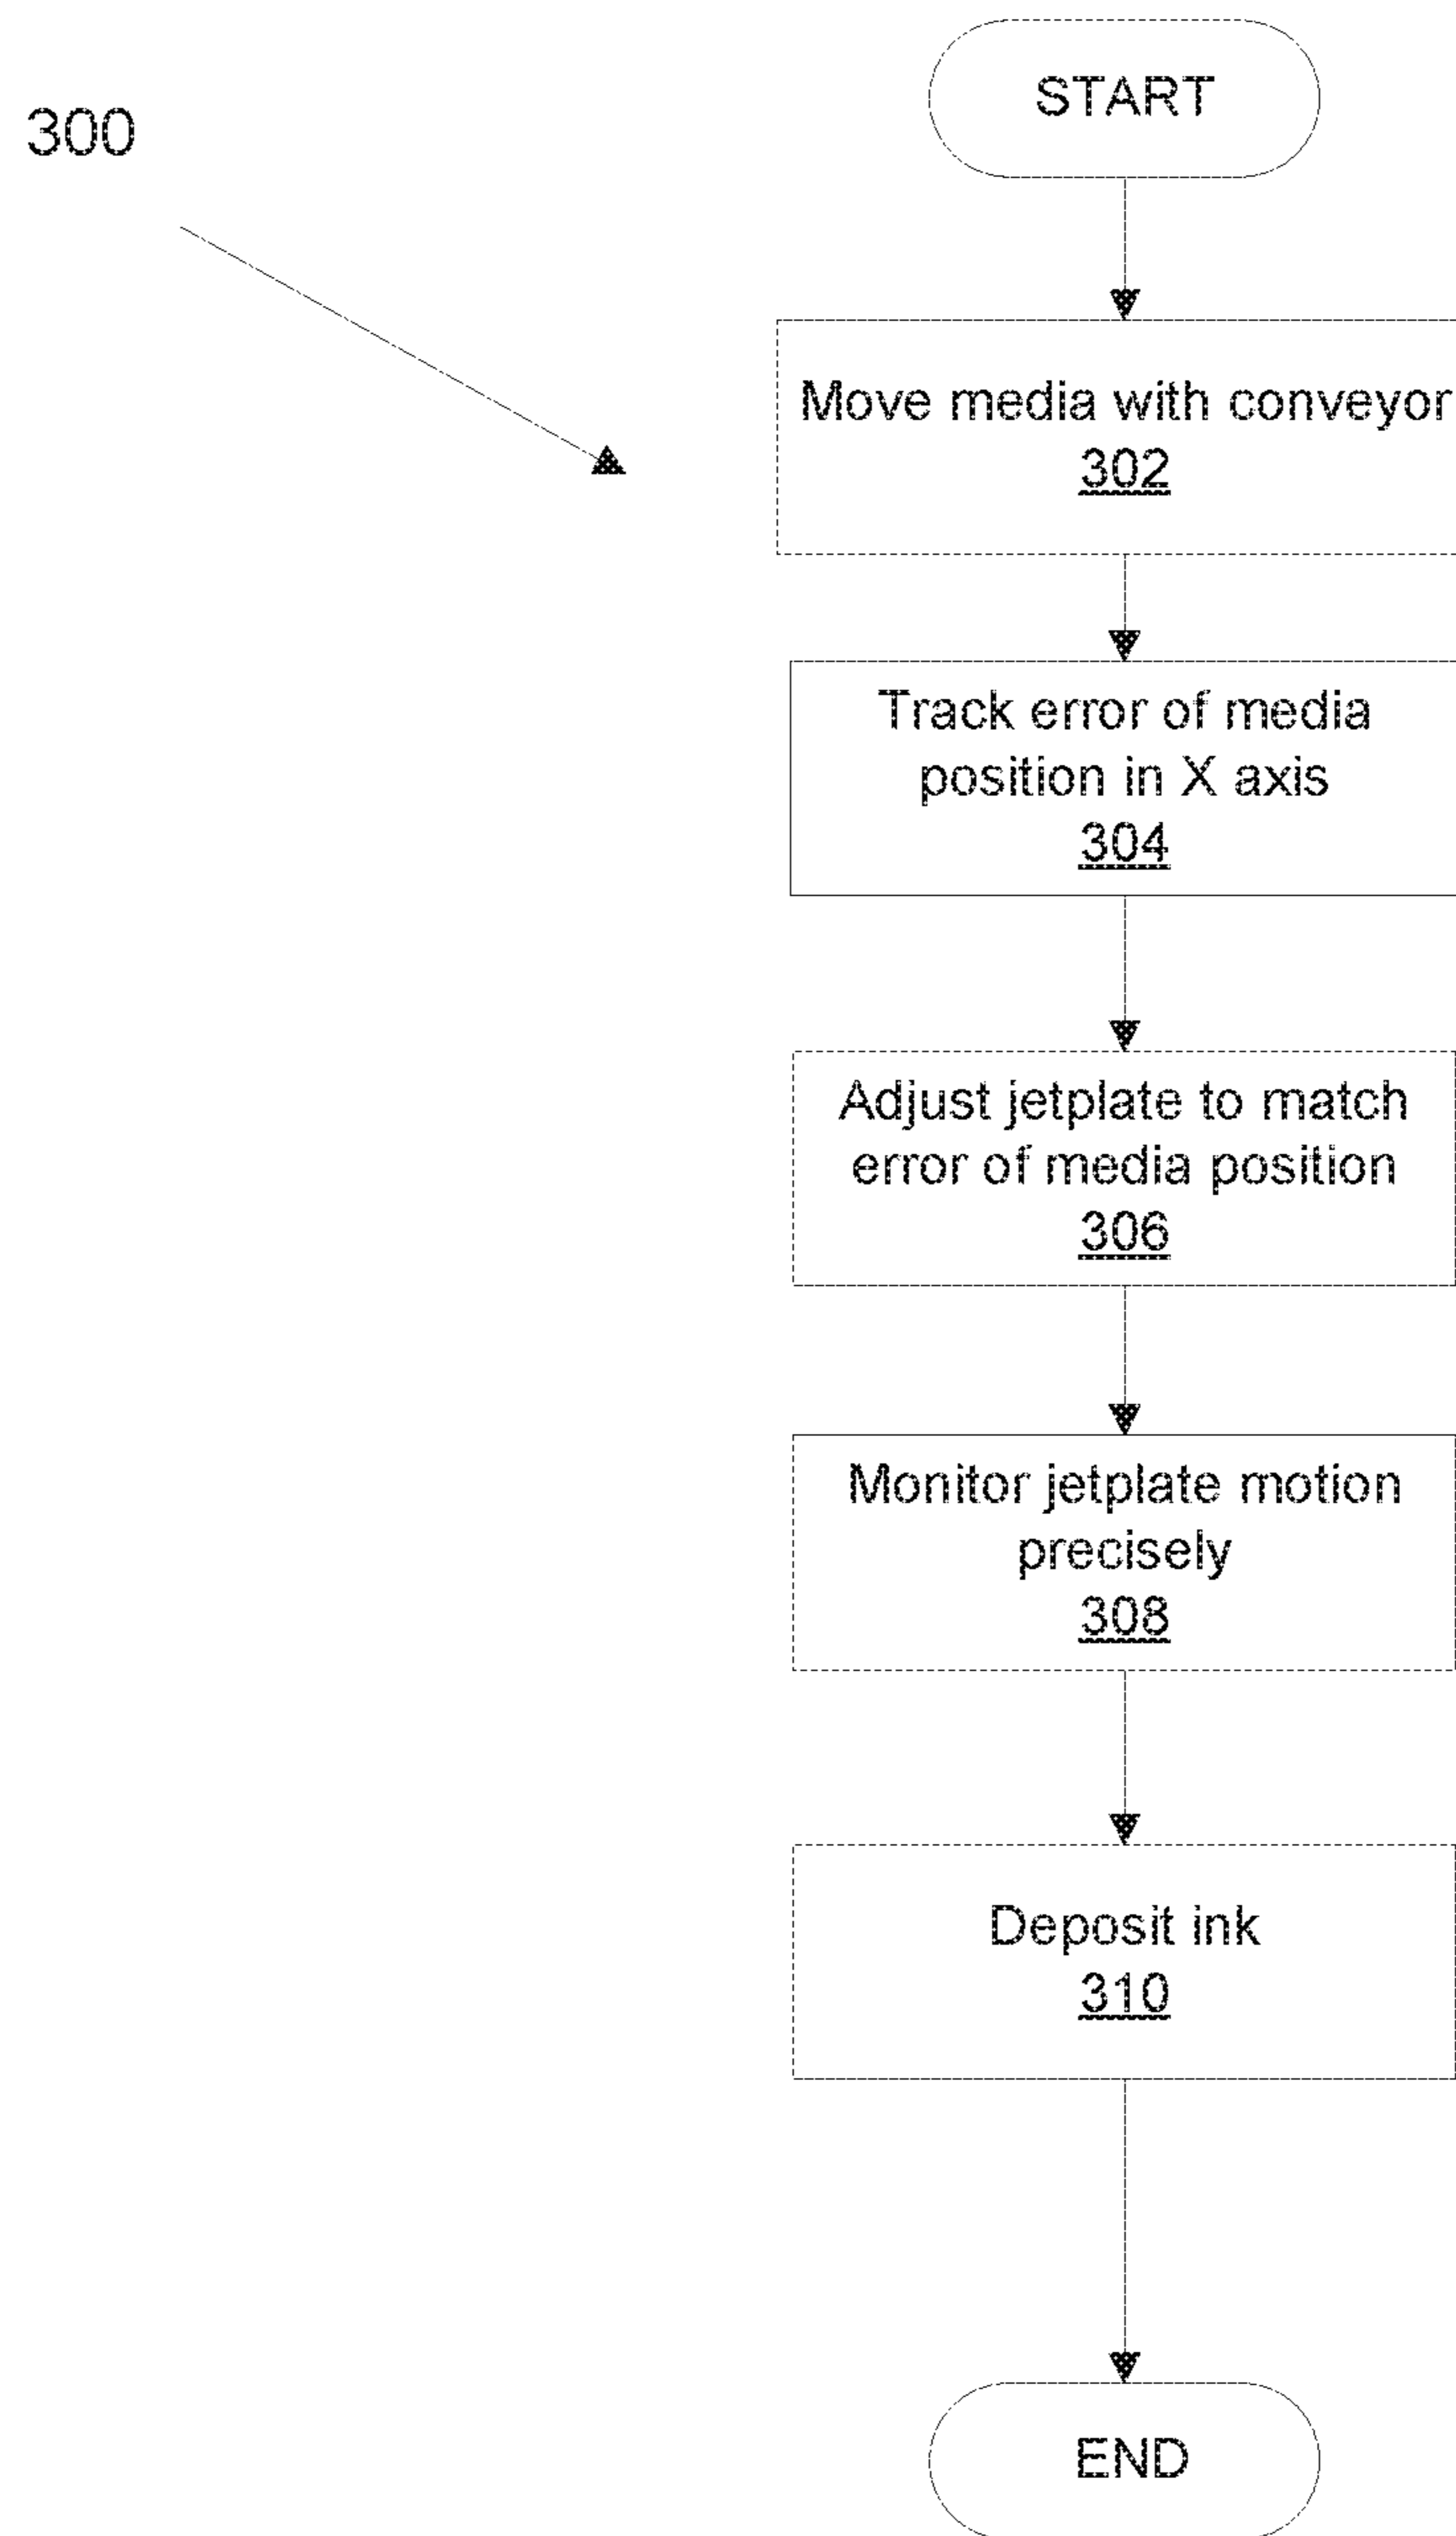 300
START
Move media with conveyor
302
Track error of media
position in X axis
304
Adjust jetplate to match
error of media position
306
Monitor jetplate motion
precisely
308
Deposit ink
310
END